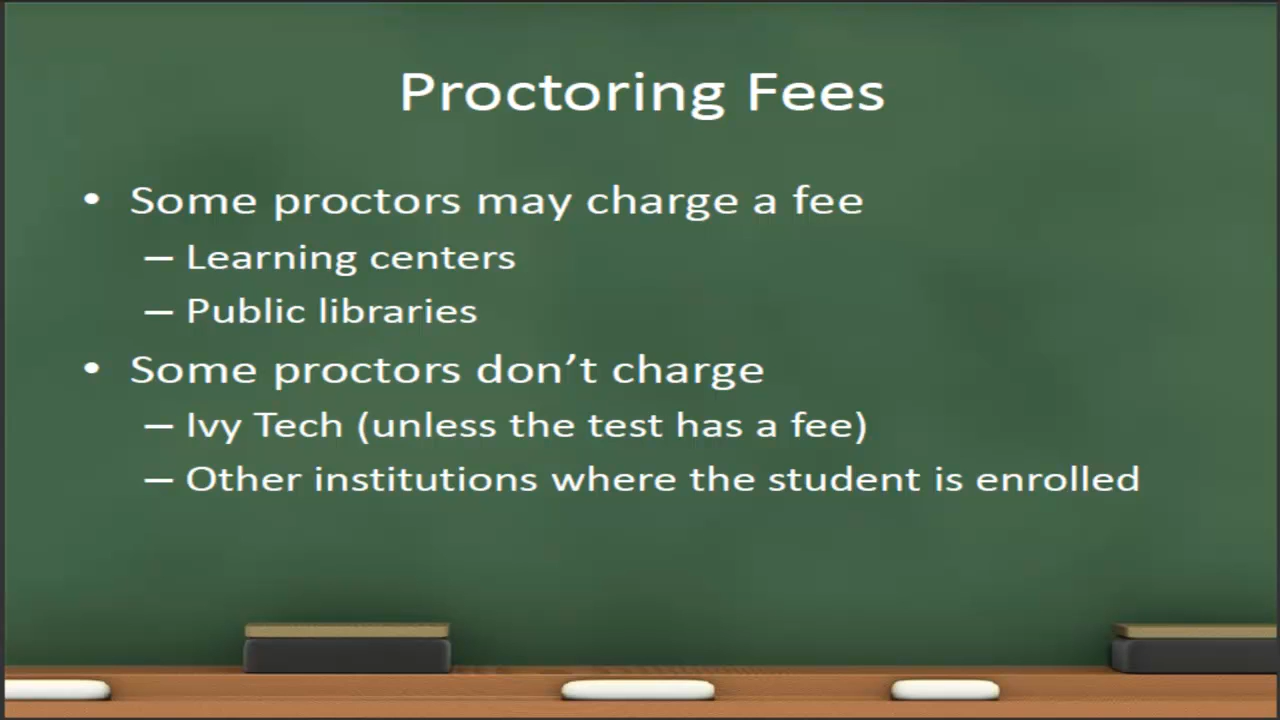 Proctoring Fees
• Some proctors may charge a fee
– Learning centers
– Public libraries
• Some proctors don’t charge
– Ivy Tech (unless the test has a fee)
– Other institutions where the student is enrolled